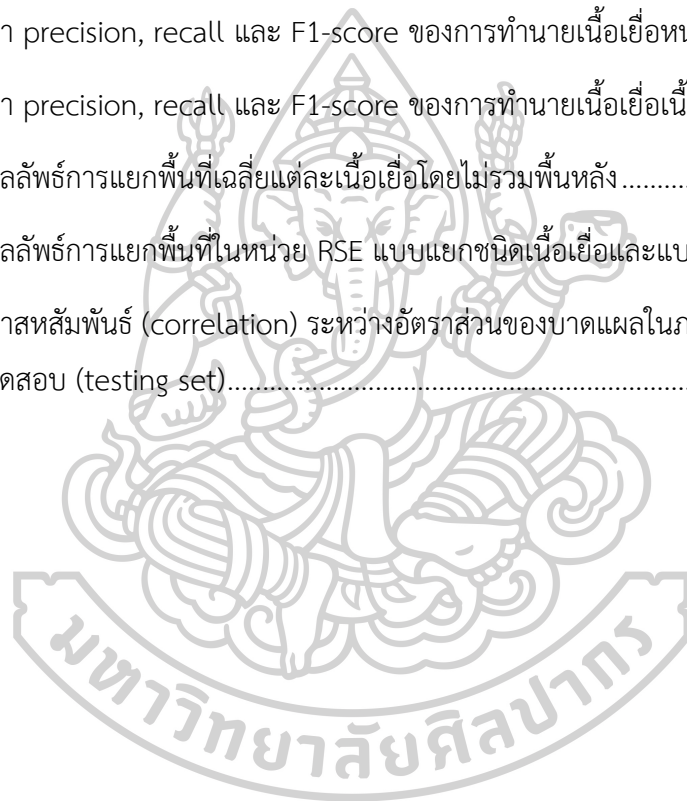 า precision, recall และ F1-score ของการทำนายเนื้อเยื่อหน
า precision, recall และ F1-score ของการทำนายเนื้อเยื่อเนื้
ลลัพธ์การแยกพื้นที่เฉลี่ยแต่ละเนื้อเยื่อโดยไม่รวมพื้นหลัง..........
ลลัพธ์การแยกพื้นที่ในหน่วย RSE แบบแยกชนิดเนื้อเยื่อและแบ
าสหสัมพันธ์ (correlation) ระหว่างอัตราส่วนของบาดแผลในภ
ดสอบ (testing set)..........................................................................
มหาวิทยาลัยศิลปากร